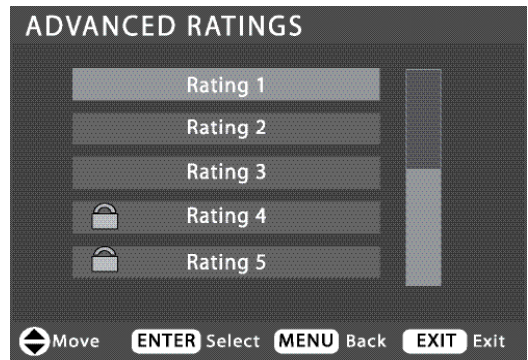 ADVANCED RATINGS
Rating 1
Rating 2
Rating 3
Rating 4
Rating 5
Move ENTER Select MENU Back EXIT Exit